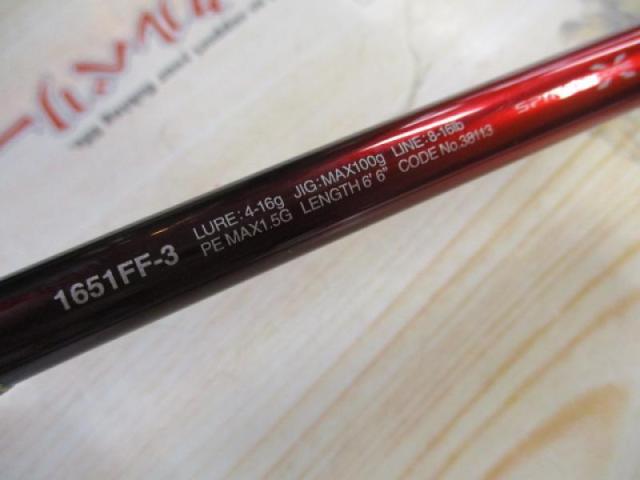 1651FF-3
LURE:4-16g JIG:MAX100g LINE:8-16lb
PE MAX1.5G LENGTH 6'6" CODE No.38113
X